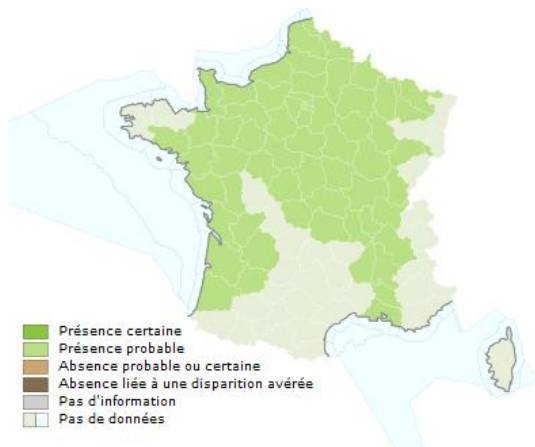 Présence certaine
Présence probable
Absence probable ou certaine
Absence liée à une disparition avérée
Pas d'information
Pas de données